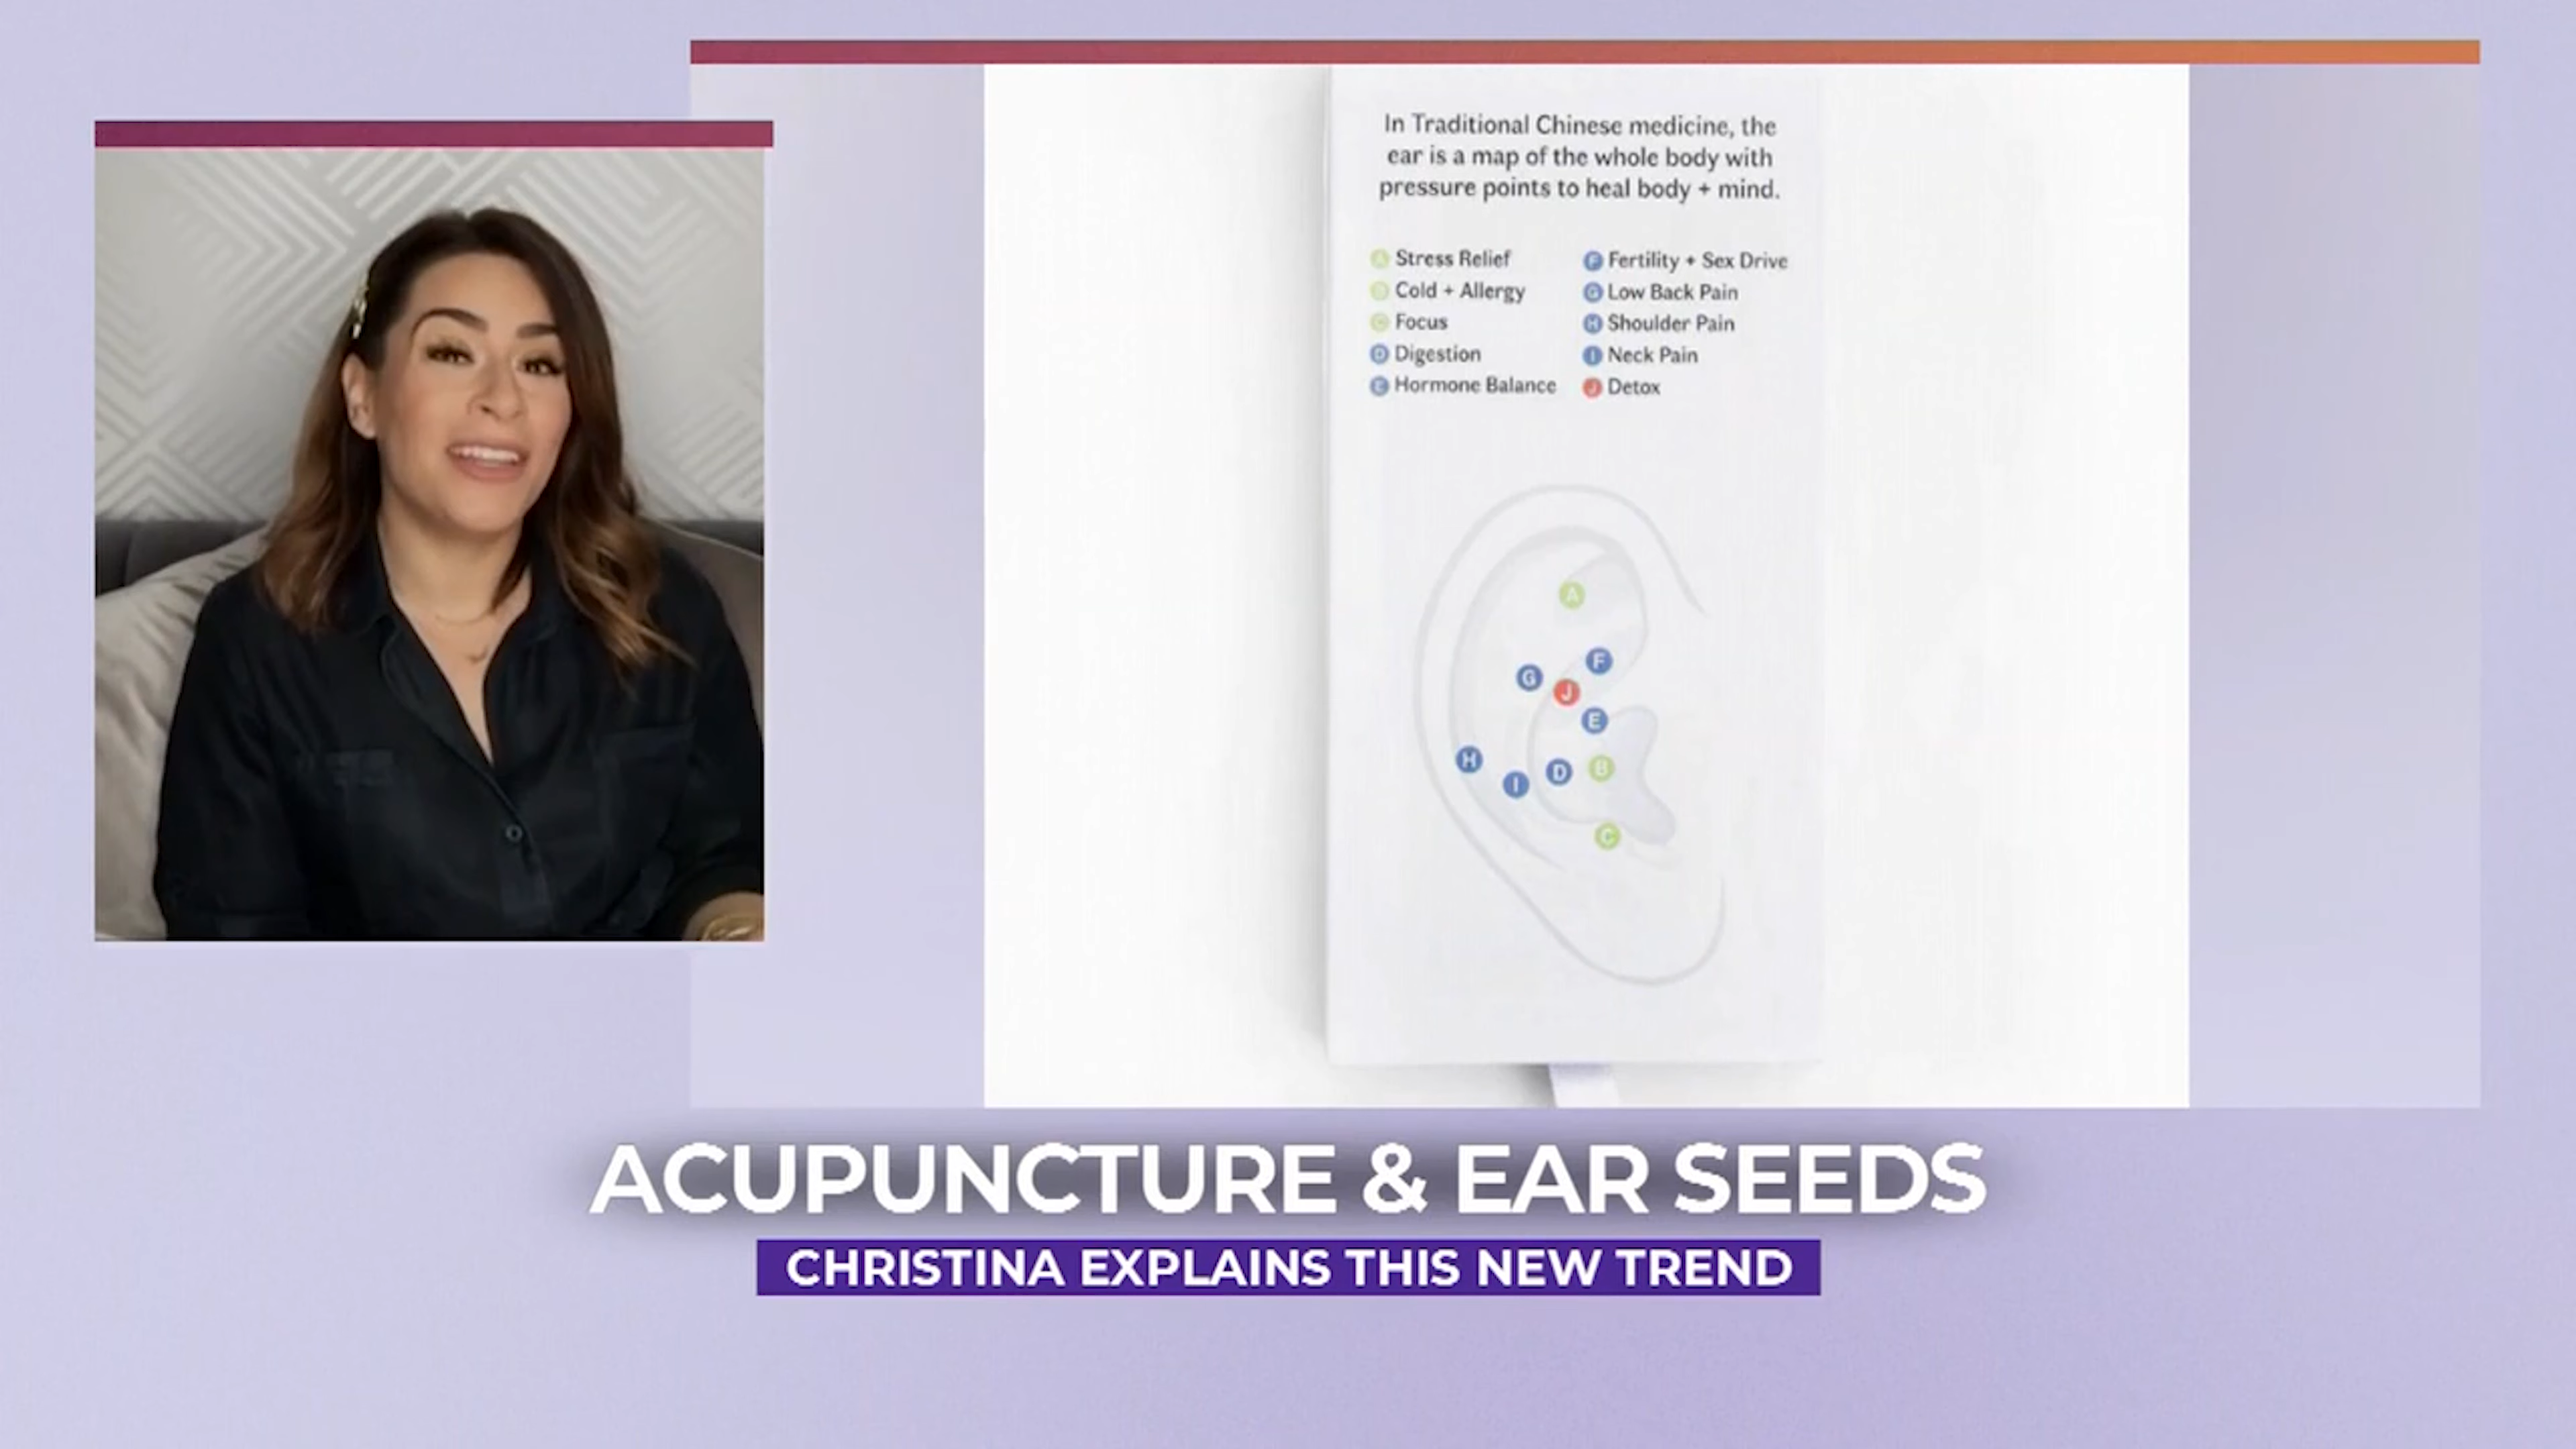 In Traditional Chinese medicine, the
ear is a map of the whole body with
pressure points to heal body + mind.
A Stress Relief
B Cold + Allergy
C Focus
D Digestion
E Hormone Balance
F Fertility + Sex Drive
G Low Back Pain
H Shoulder Pain
I Neck Pain
J Detox
A
F
G
J
E
H
I
D
B
C
ACUPUNCTURE & EAR SEEDS
CHRISTINA EXPLAINS THIS NEW TREND